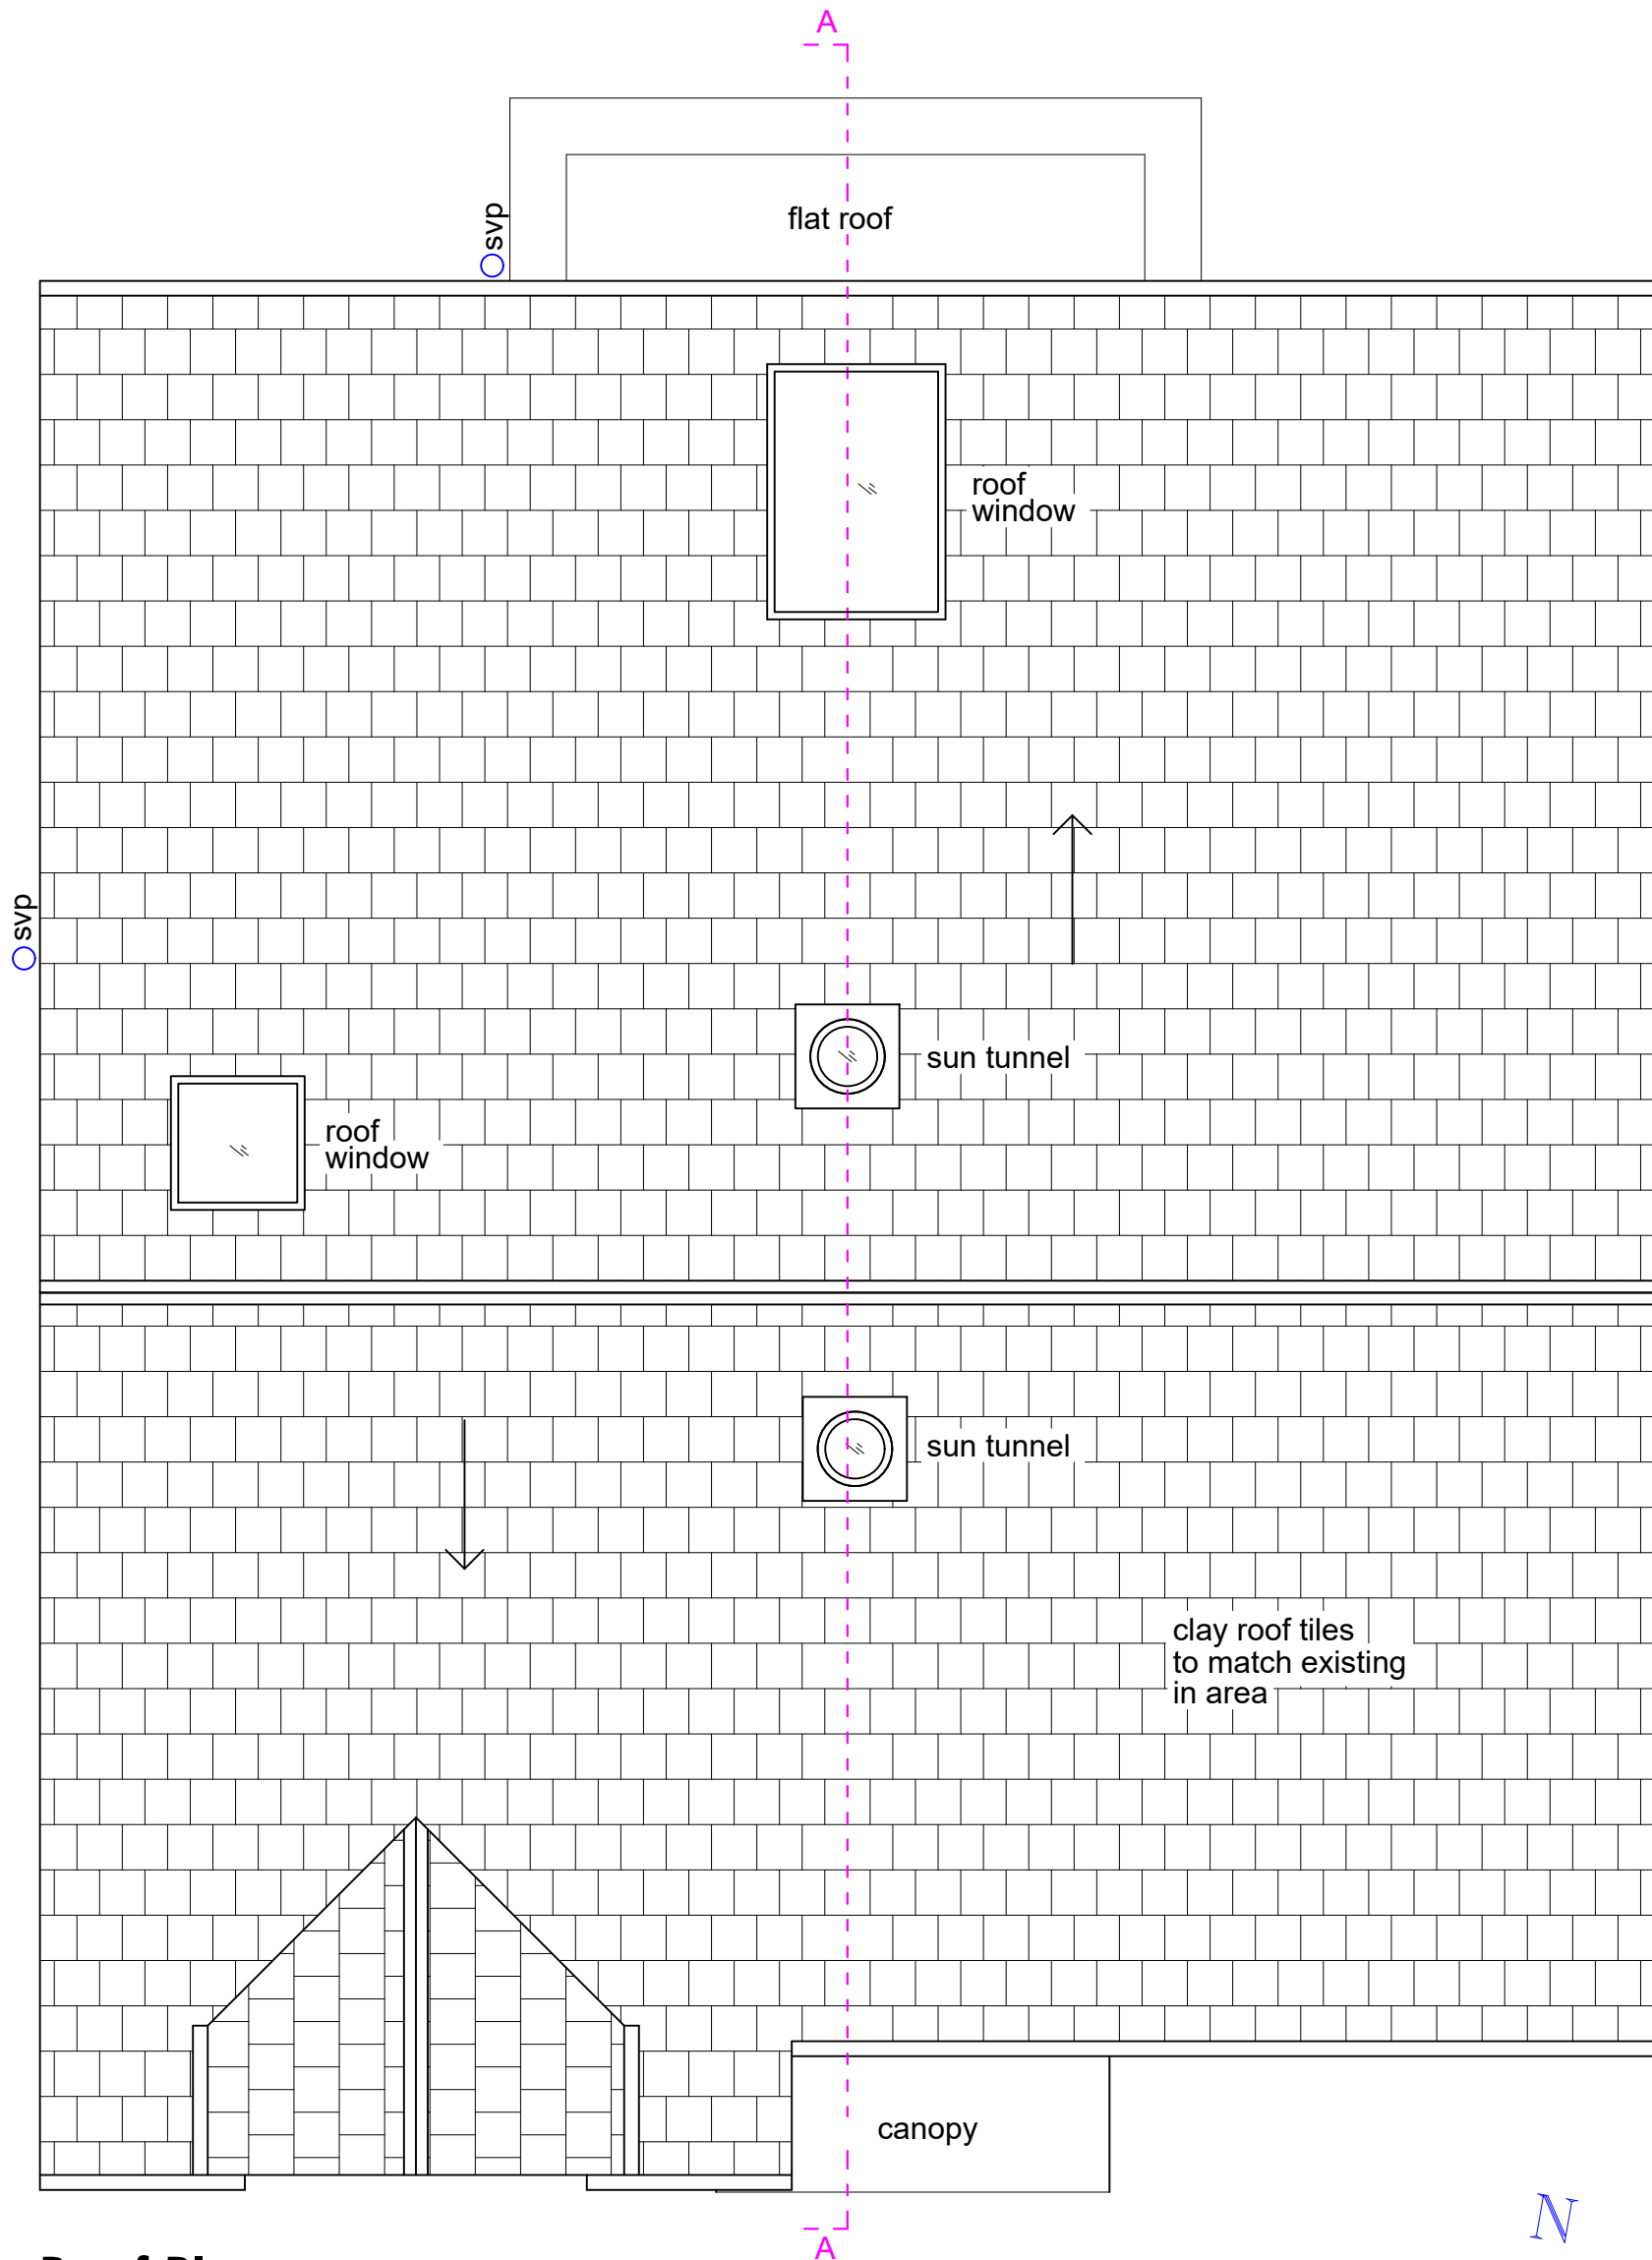 A
svp
flat roof
roof
window
svp
sun tunnel
roof
window
sun tunnel
clay roof tiles
to match existing
in area
canopy
N
A